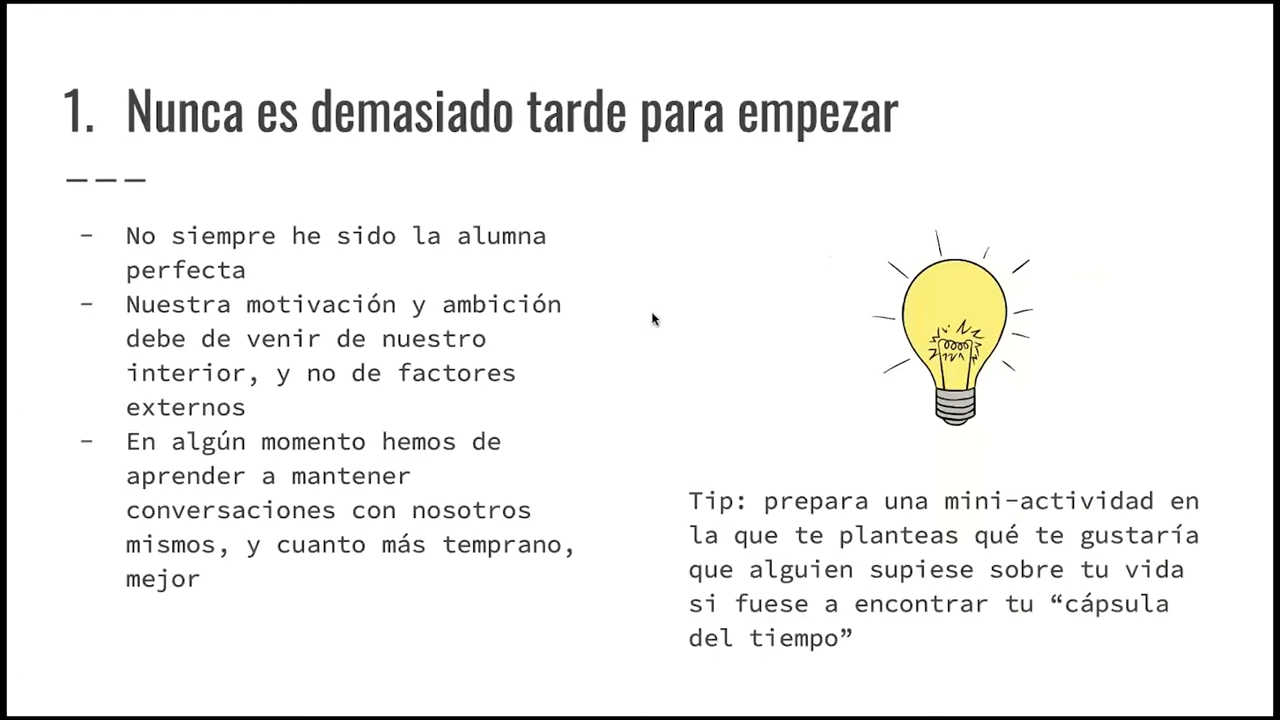 1. Nunca es demasiado tarde para empezar
- No siempre he sido la alumna
perfecta
- Nuestra motivación y ambición
debe de venir de nuestro
interior, y no de factores
externos
- En algún momento hemos de
aprender a mantener
conversaciones con nosotros
mismos, y cuanto más temprano,
mejor
Tip: prepara una mini-actividad en
la que te planteas qué te gustaría
que alguien supiese sobre tu vida
si fuese a encontrar tu “cápsula
del tiempo”